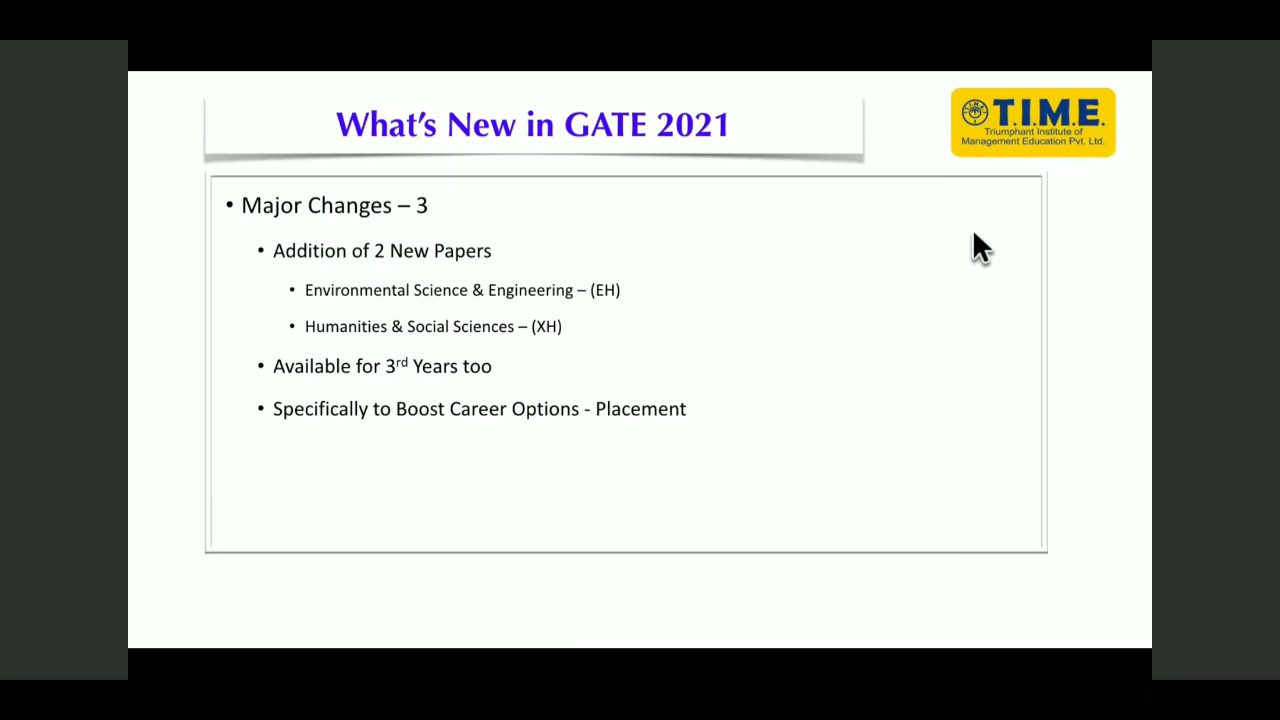 What's New in GATE 2021
T.I.M.E.
Triumphant Institute of
Management Education Pvt. Ltd.
• Major Changes – 3
• Addition of 2 New Papers
• Environmental Science & Engineering – (EH)
• Humanities & Social Sciences – (XH)
• Available for 3rd Years too
• Specifically to Boost Career Options - Placement